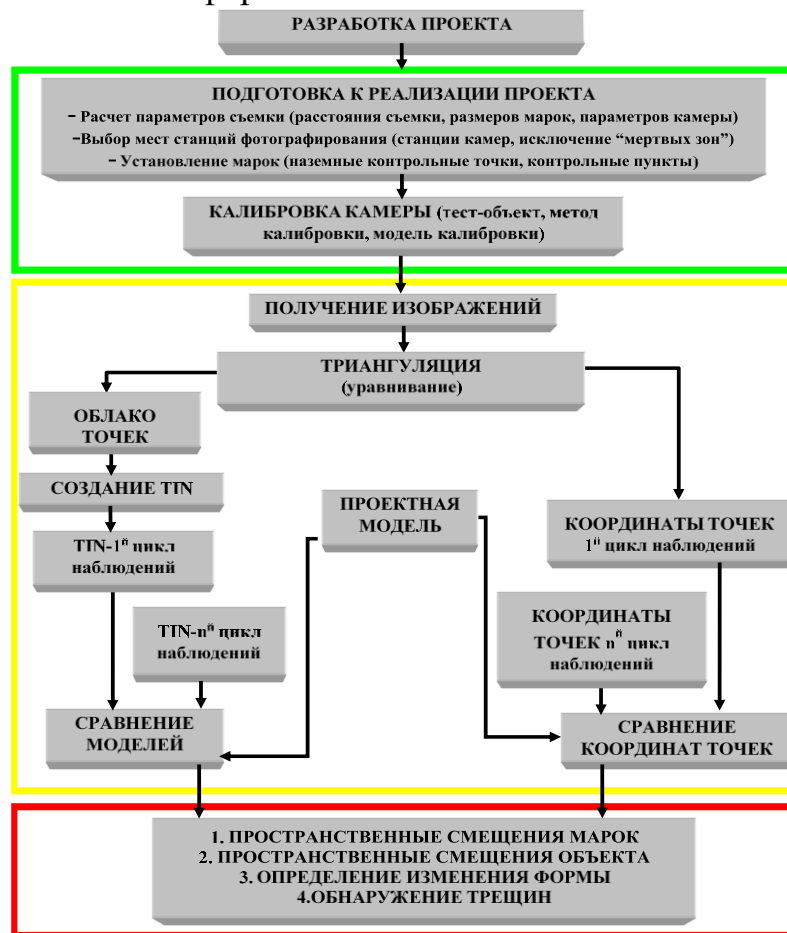 РАЗРАБОТКА ПРОЕКТА
ПОДГОТОВКА К РЕАЛИЗАЦИИ ПРОЕКТА
– Расчет параметров съемки (расстояния съемки, размеров марок, параметров камеры)
–Выбор мест станций фотографирования (станции камер, исключение “мертвых зон”)
– Установление марок (наземные контрольные точки, контрольные пункты)
КАЛИБРОВКА КАМЕРЫ (тест-объект, метод
калибровки, модель калибровки)
ПОЛУЧЕНИЕ ИЗОБРАЖЕНИЙ
ТРИАНГУЛЯЦИЯ
(уравнивание)
ОБЛАКО
ТОЧЕК
СОЗДАНИЕ TIN
TIN-1й цикл
наблюдений
TIN-nй цикл
наблюдений
СРАВНЕНИЕ
МОДЕЛЕЙ
ПРОЕКТНАЯ
МОДЕЛЬ
КООРДИНАТЫ ТОЧЕК
1й цикл наблюдений
КООРДИНАТЫ
ТОЧЕК nй цикл
наблюдений
СРАВНЕНИЕ
КООРДИНАТ ТОЧЕК
1. ПРОСТРАНСТВЕННЫЕ СМЕЩЕНИЯ МАРОК
2. ПРОСТРАНСТВЕННЫЕ СМЕЩЕНИЯ ОБЪЕКТА
3. ОПРЕДЕЛЕНИЕ ИЗМЕНЕНИЯ ФОРМЫ
4.ОБНАРУЖЕНИЕ ТРЕЩИН